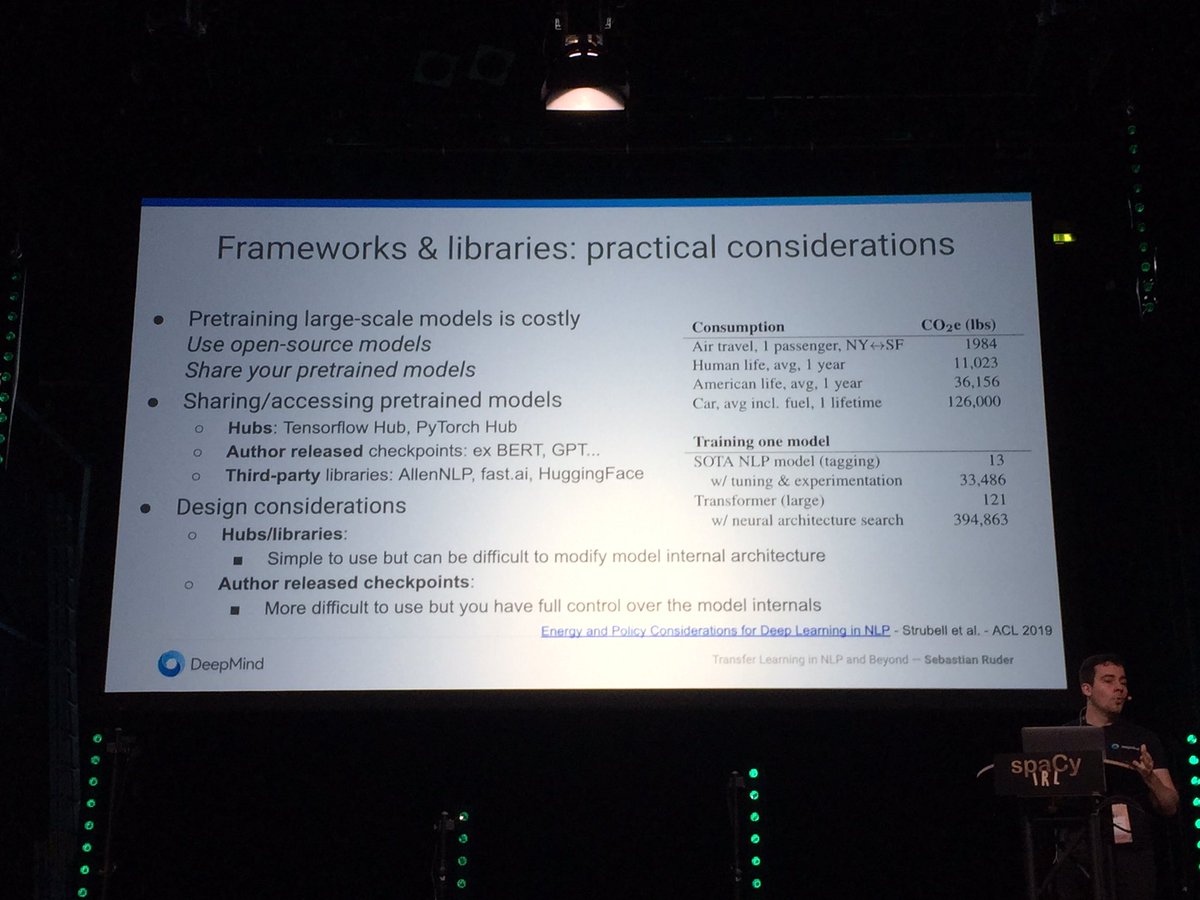 Frameworks & libraries: practical considerations
● Pretraining large-scale models is costly
Use open-source models
Share your pretrained models
● Sharing/accessing pretrained models
○ Hubs: Tensorflow Hub, PyTorch Hub
○ Author released checkpoints: ex BERT, GPT...
○ Third-party libraries: AllenNLP, fast.ai, HuggingFace
● Design considerations
○ Hubs/libraries:
■ Simple to use but can be difficult to modify model internal architecture
○ Author released checkpoints:
■ More difficult to use but you have full control over the model internals
Consumption CO₂e (lbs)
Air travel, 1 passenger, NY↔SF 1984
Human life, avg, 1 year 11,023
American life, avg, 1 year 36,156
Car, avg incl. fuel, 1 lifetime 126,000
Training one model
SOTA NLP model (tagging) 13
w/ tuning & experimentation 33,486
Transformer (large) 121
w/ neural architecture search 394,863
Energy and Policy Considerations for Deep Learning in NLP - Strubell et al. - ACL 2019
DeepMind
Transfer Learning in NLP and Beyond — Sebastian Ruder
spaCy
IRL